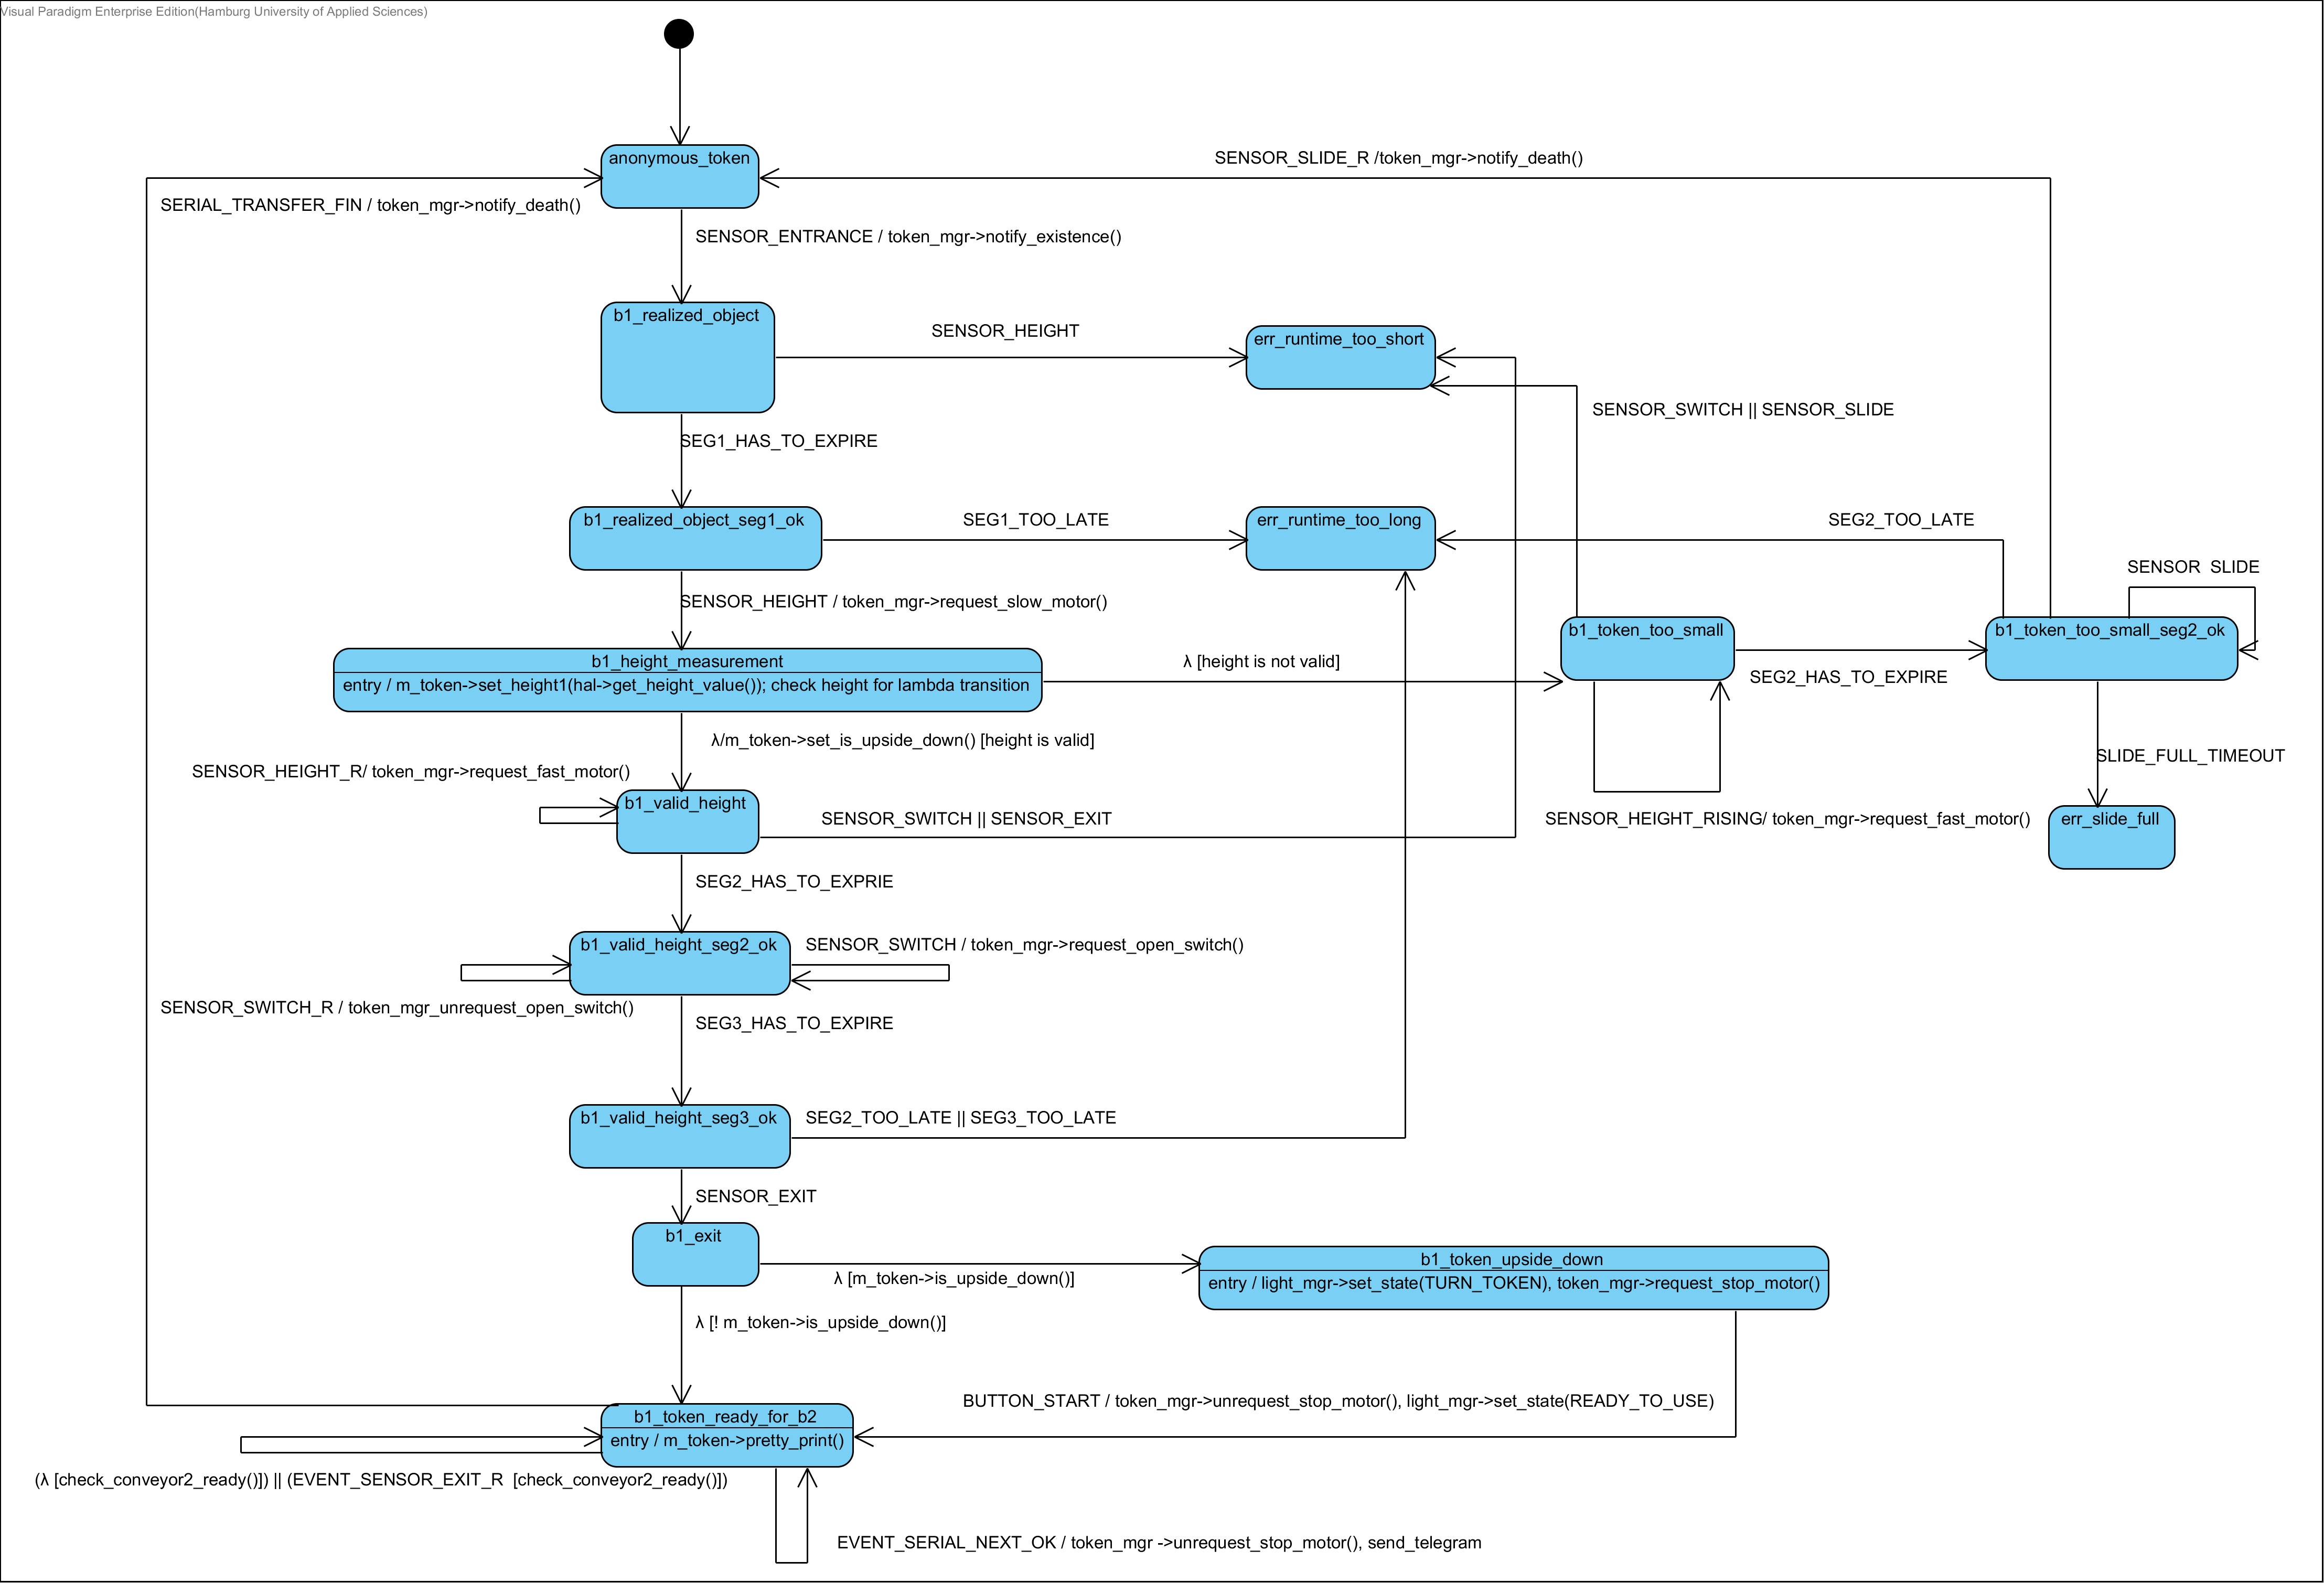 Visual Paradigm Enterprise Edition(Hamburg University of Applied Sciences)
anonymous_token
SENSOR_SLIDE_R /token_mgr->notify_death()
SERIAL_TRANSFER_FIN / token_mgr->notify_death()
SENSOR_ENTRANCE / token_mgr->notify_existence()
b1_realized_object
SENSOR_HEIGHT
err_runtime_too_short
SENSOR_SWITCH || SENSOR_SLIDE
SEG1_HAS_TO_EXPIRE
b1_realized_object_seg1_ok
SEG1_TOO_LATE
err_runtime_too_long
SEG2_TOO_LATE
SENSOR  SLIDE
SENSOR_HEIGHT / token_mgr->request_slow_motor()
b1_token_too_small
b1_token_too_small_seg2_ok
b1_height_measurement
entry / m_token->set_height1(hal->get_height_value()); check height for lambda transition
λ [height is not valid]
SEG2_HAS_TO_EXPIRE
λ/m_token->set_is_upside_down() [height is valid]
SLIDE_FULL_TIMEOUT
SENSOR_HEIGHT_R/ token_mgr->request_fast_motor()
b1_valid_height
SENSOR_SWITCH || SENSOR_EXIT
SENSOR_HEIGHT_RISING/ token_mgr->request_fast_motor()
err_slide_full
SEG2_HAS_TO_EXPRIE
b1_valid_height_seg2_ok
SENSOR_SWITCH / token_mgr->request_open_switch()
SENSOR_SWITCH_R / token_mgr_unrequest_open_switch()
SEG3_HAS_TO_EXPIRE
b1_valid_height_seg3_ok
SEG2_TOO_LATE || SEG3_TOO_LATE
SENSOR_EXIT
b1_exit
λ [m_token->is_upside_down()]
b1_token_upside_down
entry / light_mgr->set_state(TURN_TOKEN), token_mgr->request_stop_motor()
λ [! m_token->is_upside_down()]
BUTTON_START / token_mgr->unrequest_stop_motor(), light_mgr->set_state(READY_TO_USE)
b1_token_ready_for_b2
entry / m_token->pretty_print()
(λ [check_conveyor2_ready()]) || (EVENT_SENSOR_EXIT_R  [check_conveyor2_ready()])
EVENT_SERIAL_NEXT_OK / token_mgr ->unrequest_stop_motor(), send_telegram